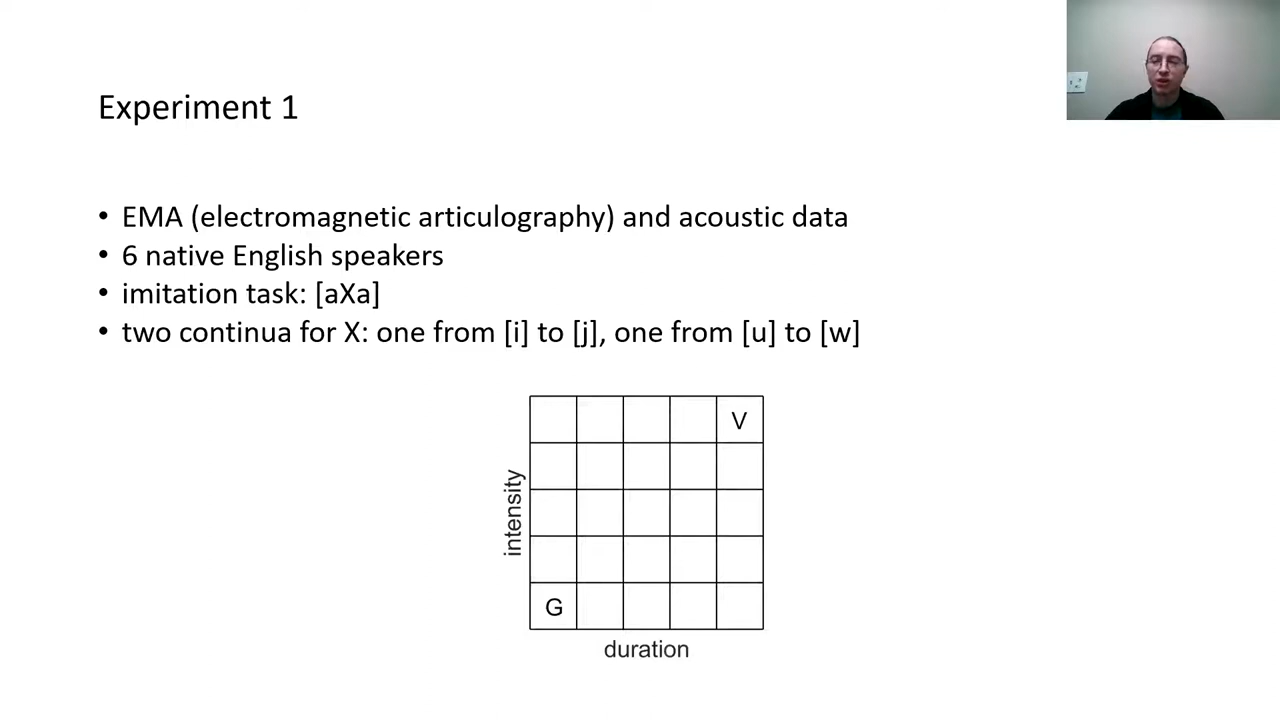 Experiment 1
• EMA (electromagnetic articulography) and acoustic data
• 6 native English speakers
• imitation task: [aXa]
• two continua for X: one from [i] to [j], one from [u] to [w]
V
intensity
G
duration